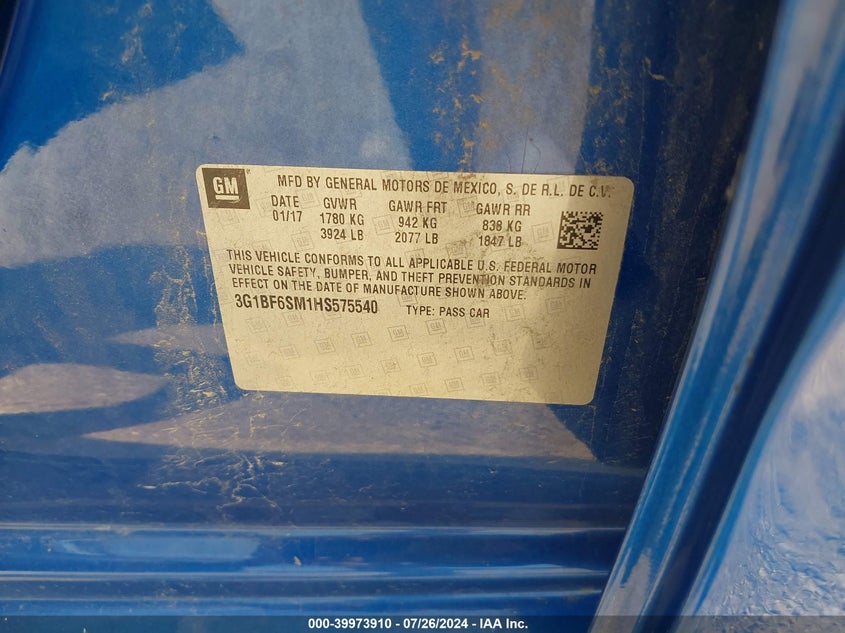 GM
MFD BY GENERAL MOTORS DE MEXICO, S. DE R.L. DE C.V.
DATE GVWR GAWR FRT GAWR RR
01/17 1780 KG 942 KG 838 KG
3924 LB 2077 LB 1847 LB
THIS VEHICLE CONFORMS TO ALL APPLICABLE U.S. FEDERAL MOTOR
VEHICLE SAFETY, BUMPER, AND THEFT PREVENTION STANDARDS IN
EFFECT ON THE DATE OF MANUFACTURE SHOWN ABOVE.
3G1BF6SM1HS575540 TYPE: PASS CAR
000-39973910 - 07/26/2024 - IAA Inc.